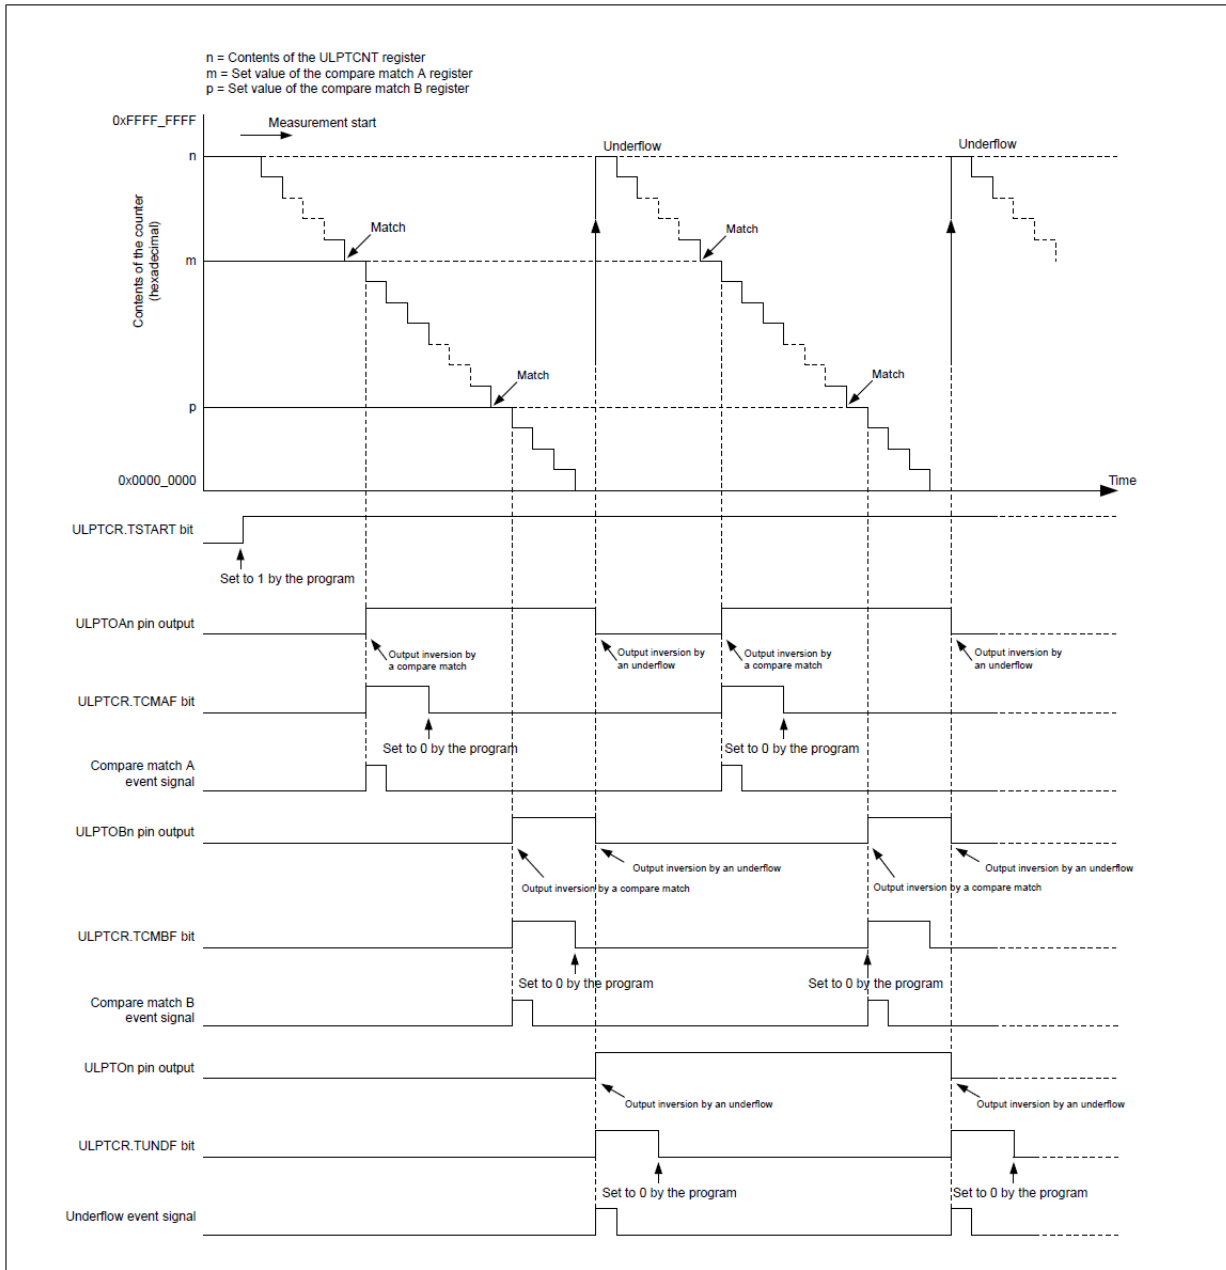 n = Contents of the ULPTCNT register
m = Set value of the compare match A register
p = Set value of the compare match B register
0xFFFF_FFFF
Measurement start
Underflow
Underflow
n
Contents of the counter
(hexadecimal)
Match
Match
m
Match
Match
p
0x0000_0000
Time
ULPTCR.TSTART bit
Set to 1 by the program
ULPTOAn pin output
Output inversion by
a compare match
Output inversion by
an underflow
Output inversion by
a compare match
Output inversion by
an underflow
ULPTCR.TCMAF bit
Set to 0 by the program
Set to 0 by the program
Compare match A
event signal
ULPTOBn pin output
Output inversion by an underflow
Output inversion by an underflow
Output inversion by a compare match
Output inversion by a compare match
ULPTCR.TCMBF bit
Set to 0 by the program
Set to 0 by the program
Compare match B
event signal
ULPTOn pin output
Output inversion by an underflow
Output inversion by an underflow
ULPTCR.TUNDF bit
Set to 0 by the program
Set to 0 by the program
Underflow event signal